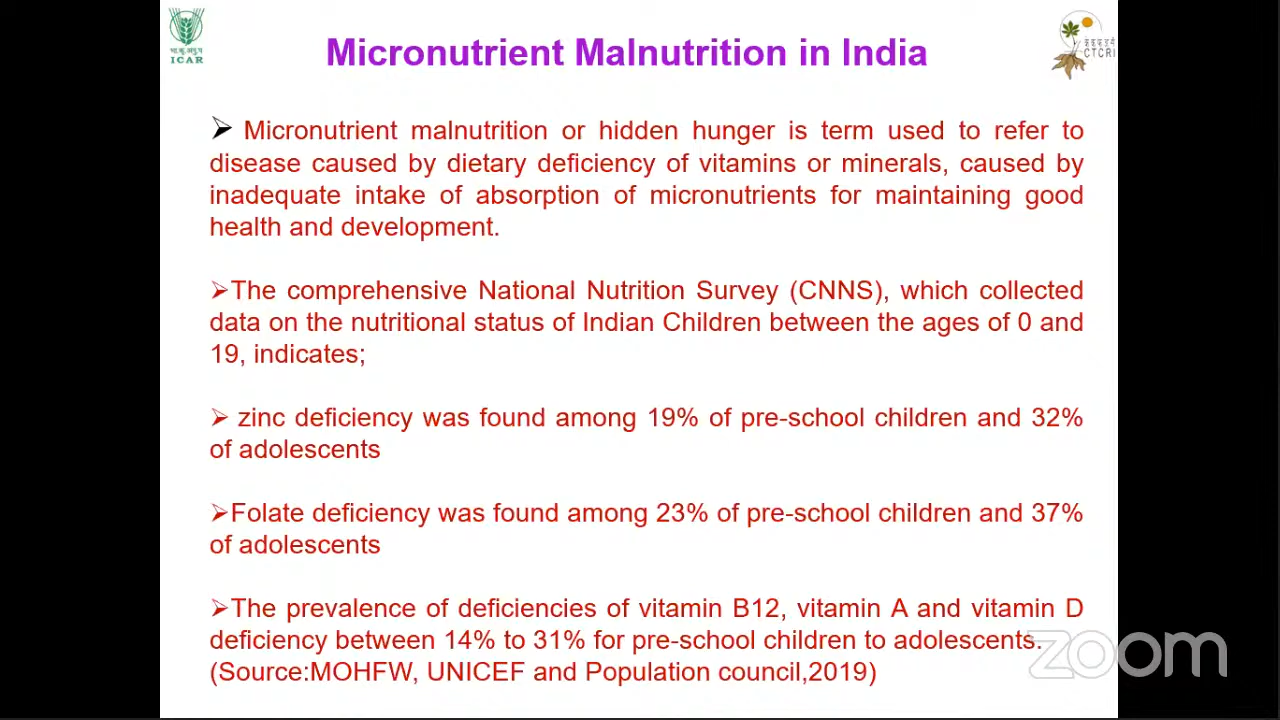 Micronutrient Malnutrition in India
भा.कृ.अनु.प
ICAR
CTCRI
➢ Micronutrient malnutrition or hidden hunger is term used to refer to
disease caused by dietary deficiency of vitamins or minerals, caused by
inadequate intake of absorption of micronutrients for maintaining good
health and development.
➢The comprehensive National Nutrition Survey (CNNS), which collected
data on the nutritional status of Indian Children between the ages of 0 and
19, indicates;
➢ zinc deficiency was found among 19% of pre-school children and 32%
of adolescents
➢Folate deficiency was found among 23% of pre-school children and 37%
of adolescents
➢The prevalence of deficiencies of vitamin B12, vitamin A and vitamin D
deficiency between 14% to 31% for pre-school children to adolescents.
(Source:MOHFW, UNICEF and Population council,2019)
zoom